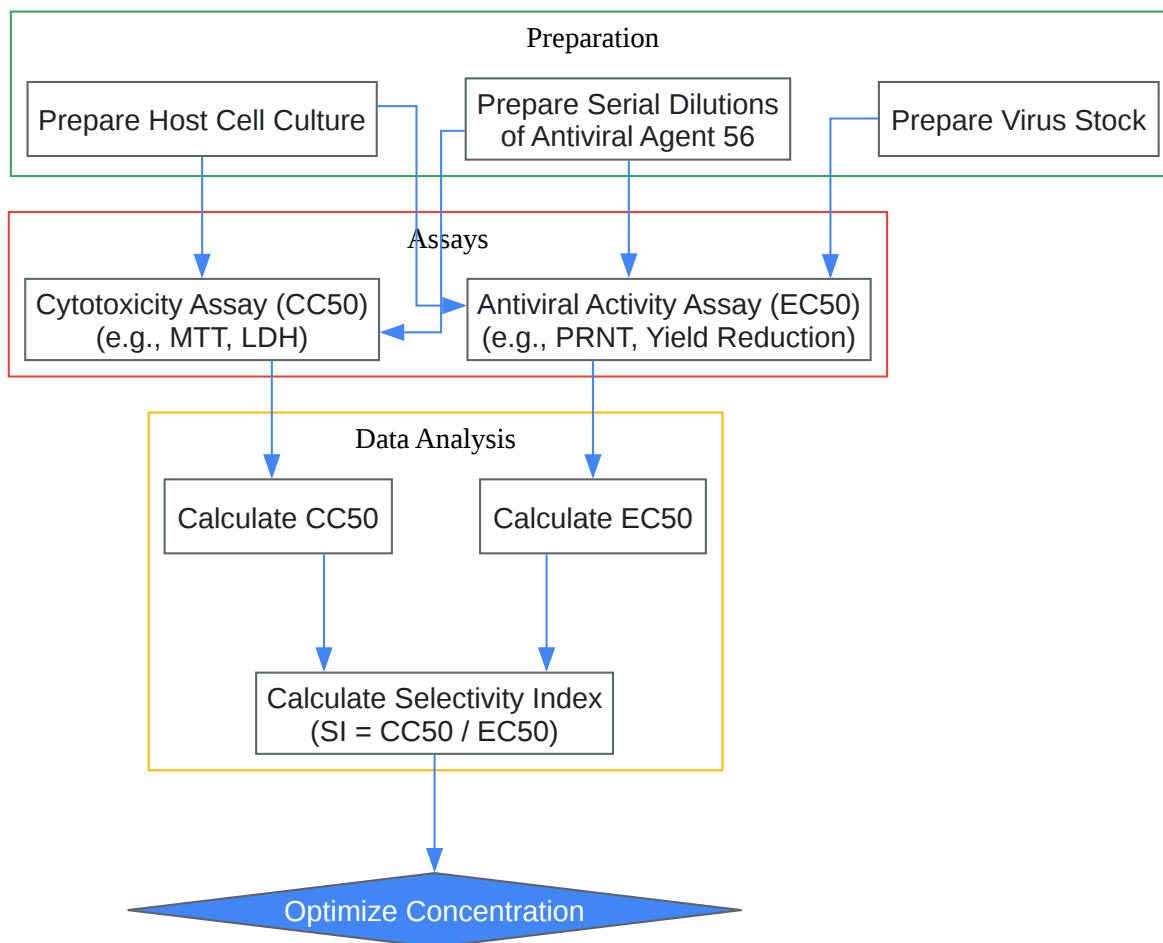 Preparation
Prepare Host Cell Culture
Prepare Serial Dilutions
of Antiviral Agent 56
Prepare Virus Stock
Assays
Cytotoxicity Assay (CC50)
(e.g., MTT, LDH)
Antiviral Activity Assay (EC50)
(e.g., PRNT, Yield Reduction)
Data Analysis
Calculate CC50
Calculate EC50
Calculate Selectivity Index
(SI = CC50 / EC50)
Optimize Concentration